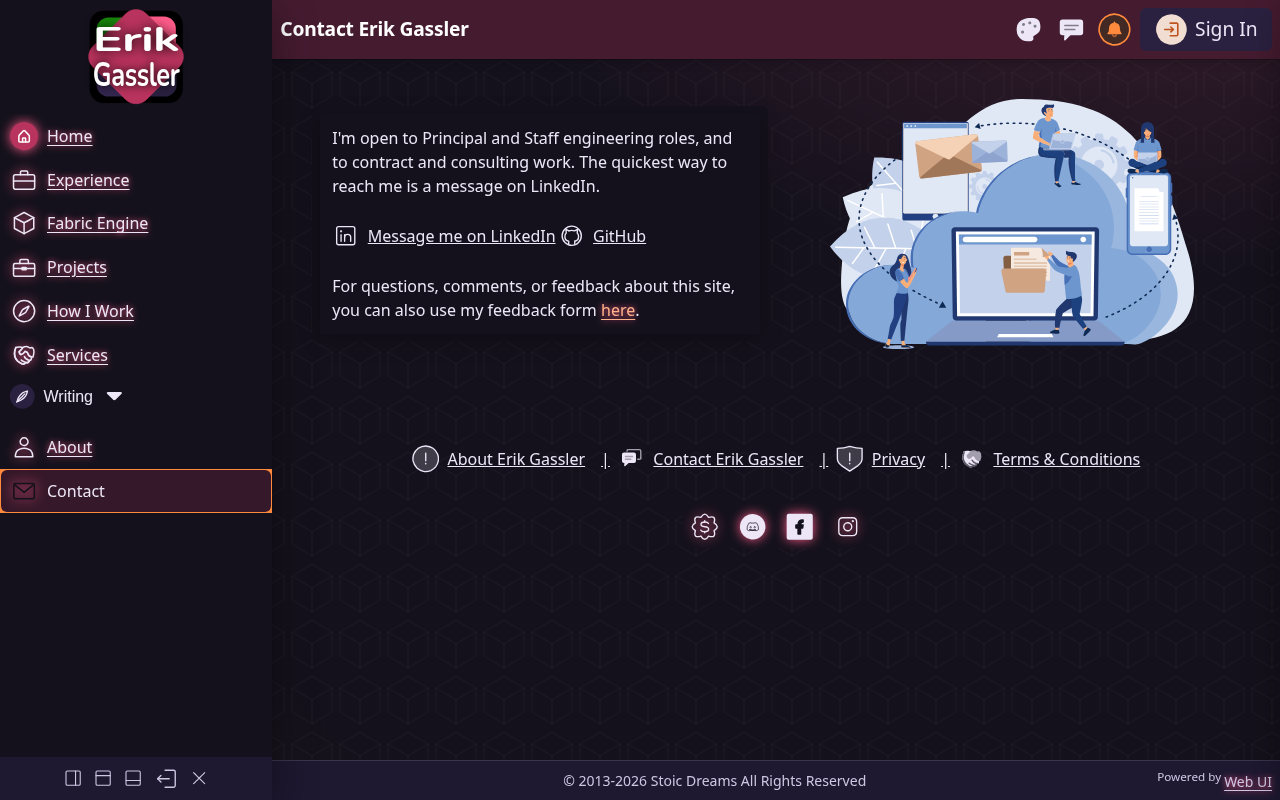 Erik
Gassler
Home
Experience
Fabric Engine
Projects
How I Work
Services
Writing
About
Contact
Contact Erik Gassler
Sign In
I'm open to Principal and Staff engineering roles, and
to contract and consulting work. The quickest way to
reach me is a message on LinkedIn.
Message me on LinkedIn GitHub
For questions, comments, or feedback about this site,
you can also use my feedback form here.
About Erik Gassler | Contact Erik Gassler | Privacy | Terms & Conditions
© 2013-2026 Stoic Dreams All Rights Reserved
Powered by Web UI